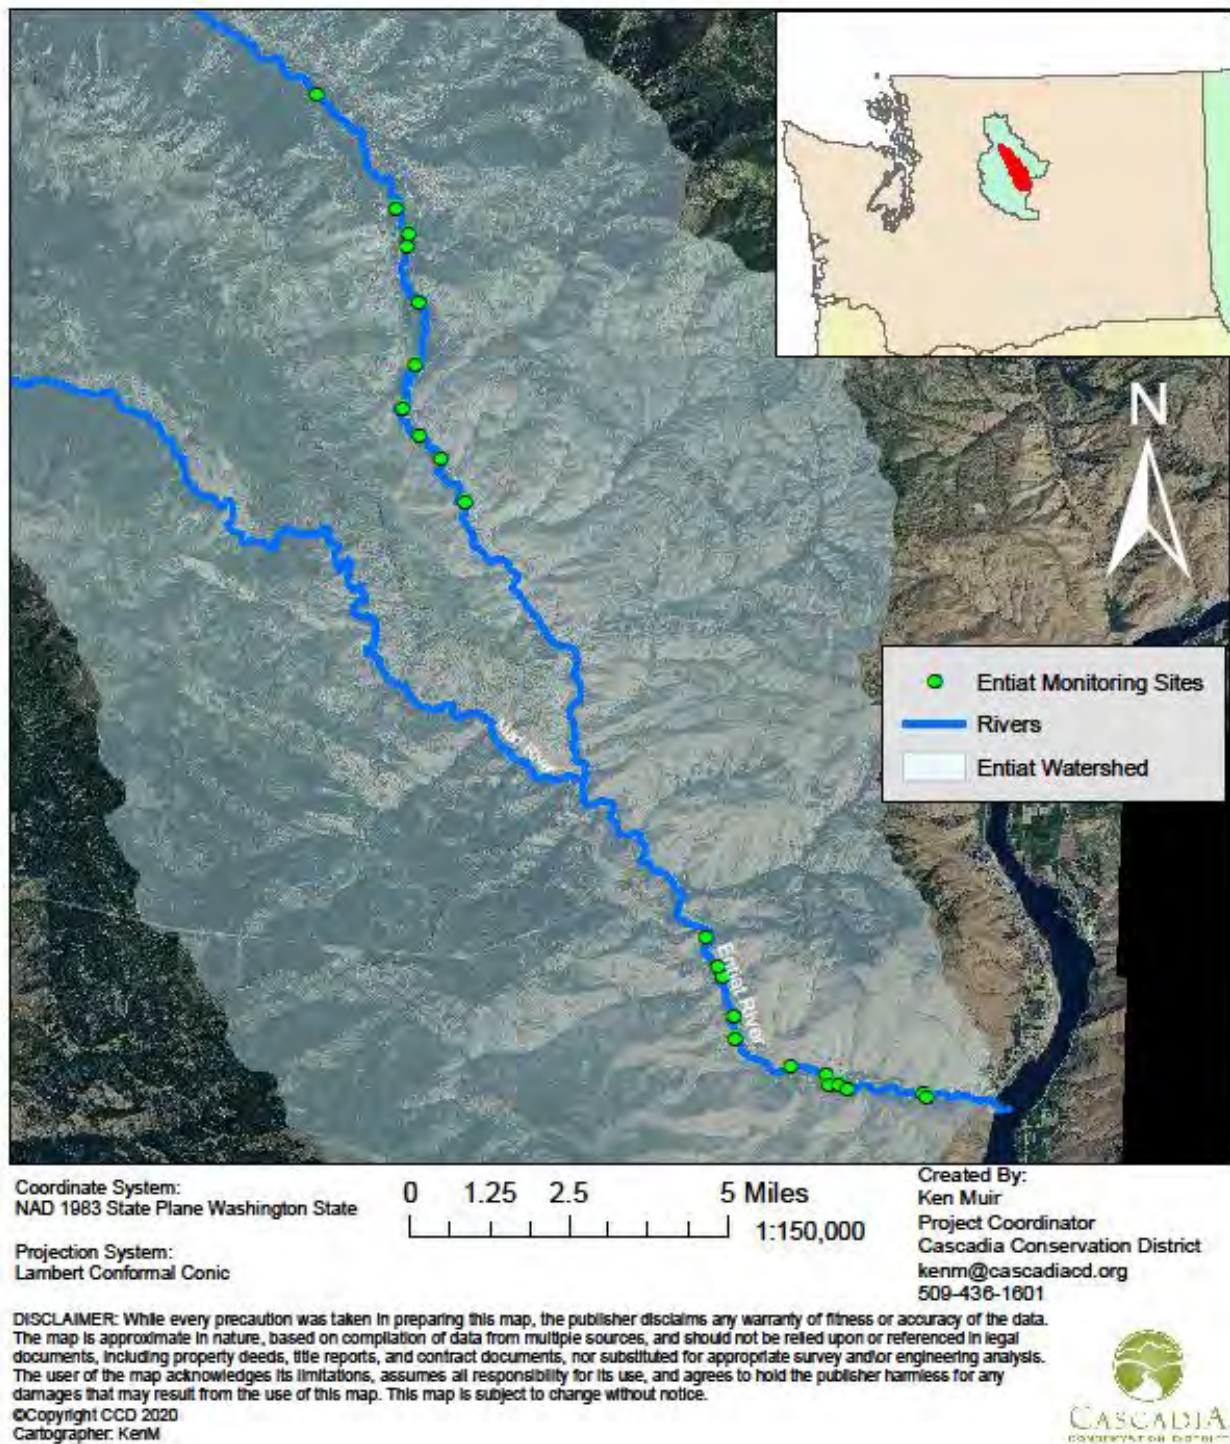 N
Entiat Monitoring Sites
Rivers
Entiat Watershed
Mad River
Entiat River
Coordinate System:
NAD 1983 State Plane Washington State
Projection System:
Lambert Conformal Conic
0 1.25 2.5 5 Miles
1:150,000
Created By:
Ken Muir
Project Coordinator
Cascadia Conservation District
kenm@cascadiacd.org
509-436-1601
DISCLAIMER: While every precaution was taken in preparing this map, the publisher disclaims any warranty of fitness or accuracy of the data.
The map is approximate in nature, based on compilation of data from multiple sources, and should not be relied upon or referenced in legal
documents, including property deeds, title reports, and contract documents, nor substituted for appropriate survey and/or engineering analysis.
The user of the map acknowledges its limitations, assumes all responsibility for its use, and agrees to hold the publisher harmless for any
damages that may result from the use of this map. This map is subject to change without notice.
©Copyright CCD 2020
Cartographer: KenM
CASCADIA
CONSERVATION DISTRICT